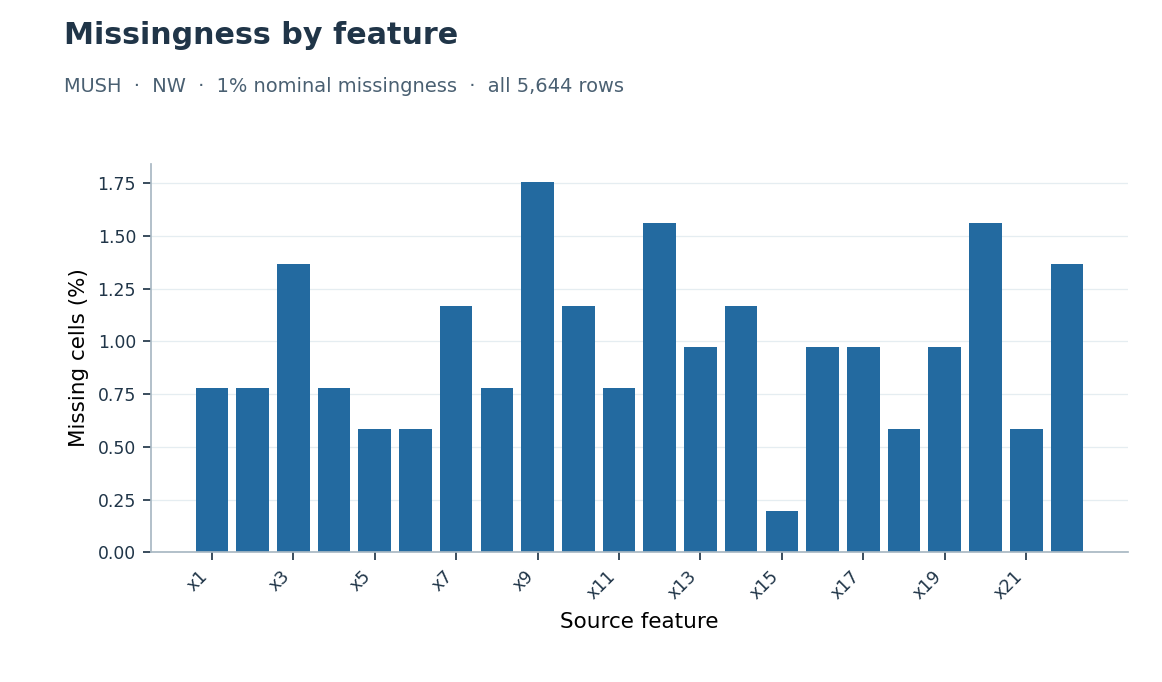 Missingness by feature
MUSH · NW · 1% nominal missingness · all 5,644 rows
Missing cells (%)
1.75
1.50
1.25
1.00
0.75
0.50
0.25
0.00
x1 x3 x5 x7 x9 x11 x13 x15 x17 x19 x21
Source feature